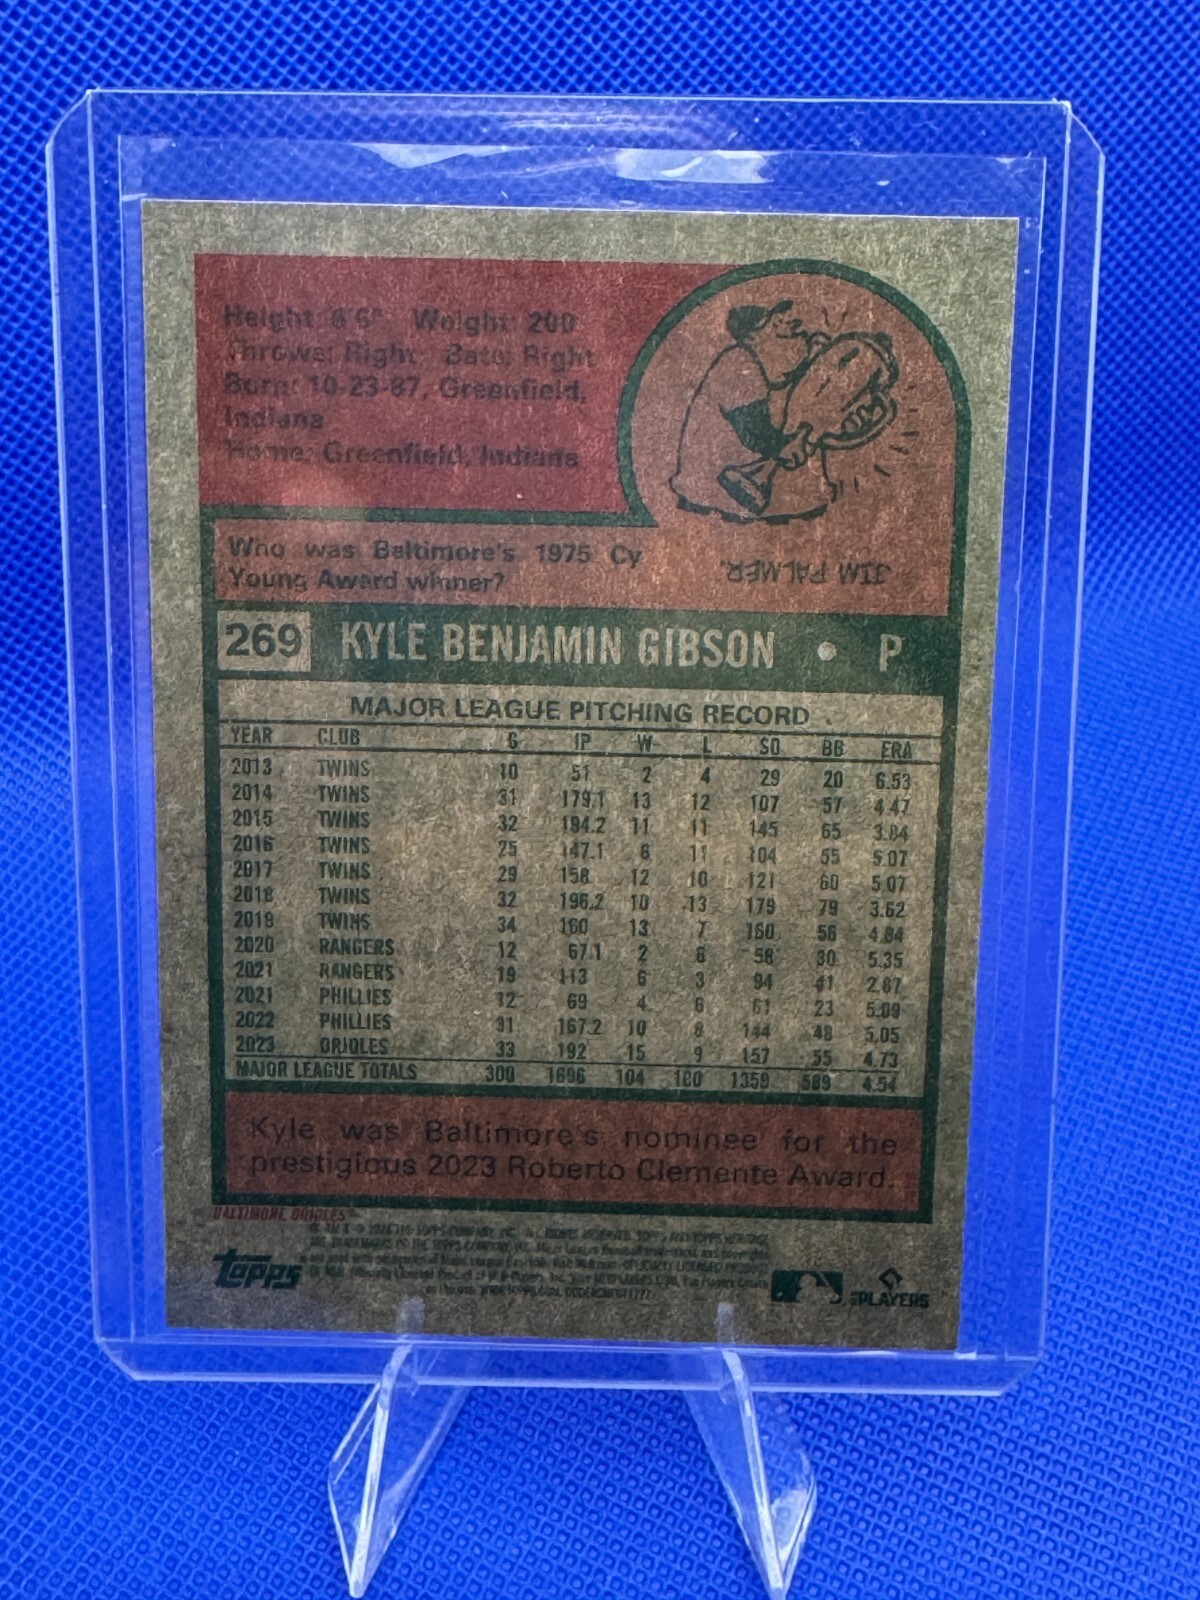 Height: 6'6" Weight: 200
Throws: Right Bats: Right
Born: 10-23-87, Greenfield,
Indiana
Home: Greenfield, Indiana
Who was Baltimore's 1975 Cy
Young Award winner?
JIM PALMER.
269 KYLE BENJAMIN GIBSON • P
MAJOR LEAGUE PITCHING RECORD
YEAR CLUB G IP W L SO BB ERA
2013 TWINS 10 51 2 4 29 20 6.53
2014 TWINS 31 179.1 13 12 107 57 4.47
2015 TWINS 32 194.2 11 11 145 65 3.84
2016 TWINS 25 147.1 6 11 104 55 5.07
2017 TWINS 29 158 12 10 121 60 5.07
2018 TWINS 32 196.2 10 13 179 79 3.62
2019 TWINS 34 160 13 7 160 56 4.84
2020 RANGERS 12 67.1 2 6 58 30 5.35
2021 RANGERS 19 113 6 3 94 41 2.87
2021 PHILLIES 12 69 4 6 61 23 5.09
2022 PHILLIES 31 167.2 10 8 144 48 5.05
2023 ORIOLES 33 192 15 9 157 55 4.73
MAJOR LEAGUE TOTALS 300 1696 104 100 1359 589 4.54
Kyle was Baltimore's nominee for the
prestigious 2023 Roberto Clemente Award.
BALTIMORE ORIOLES™
topps
PLAYERS